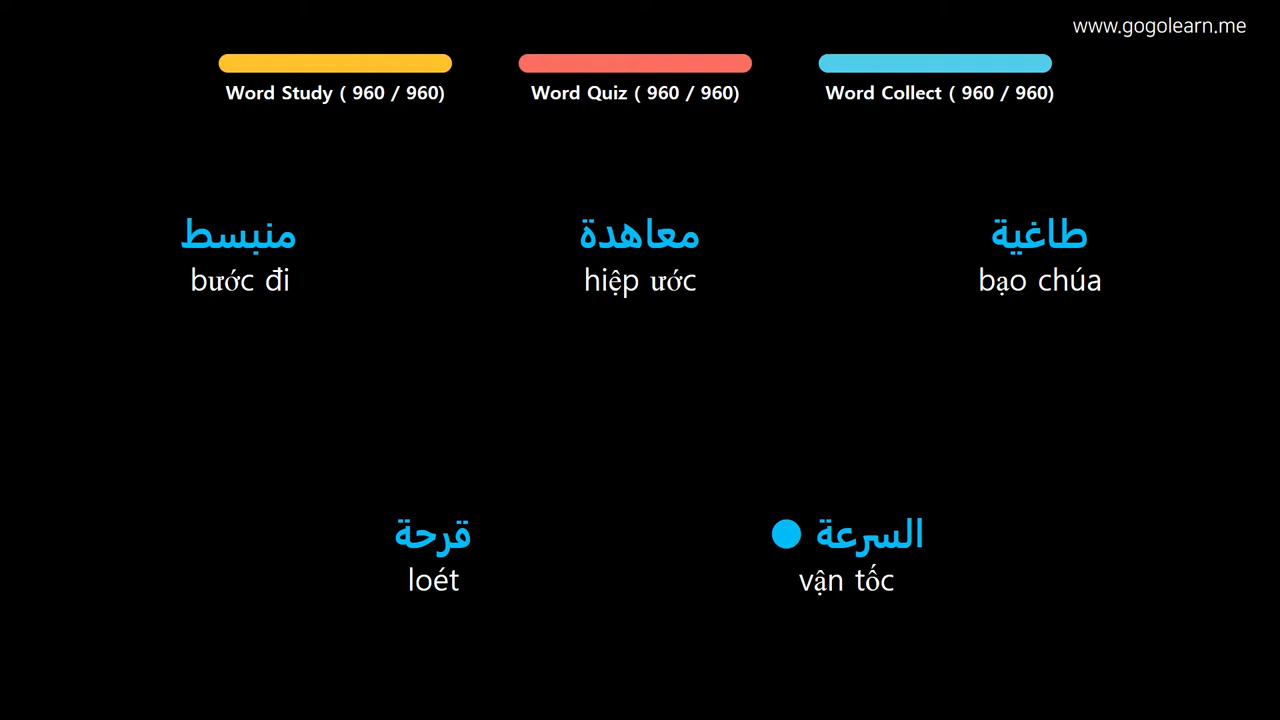 www.gogolearn.me
Word Study ( 960 / 960)
Word Quiz ( 960 / 960)
Word Collect ( 960 / 960)
منبسط
bước đi
معاهدة
hiệp ước
طاغية
bạo chúa
قرحة
loét
السرعة
vận tốc